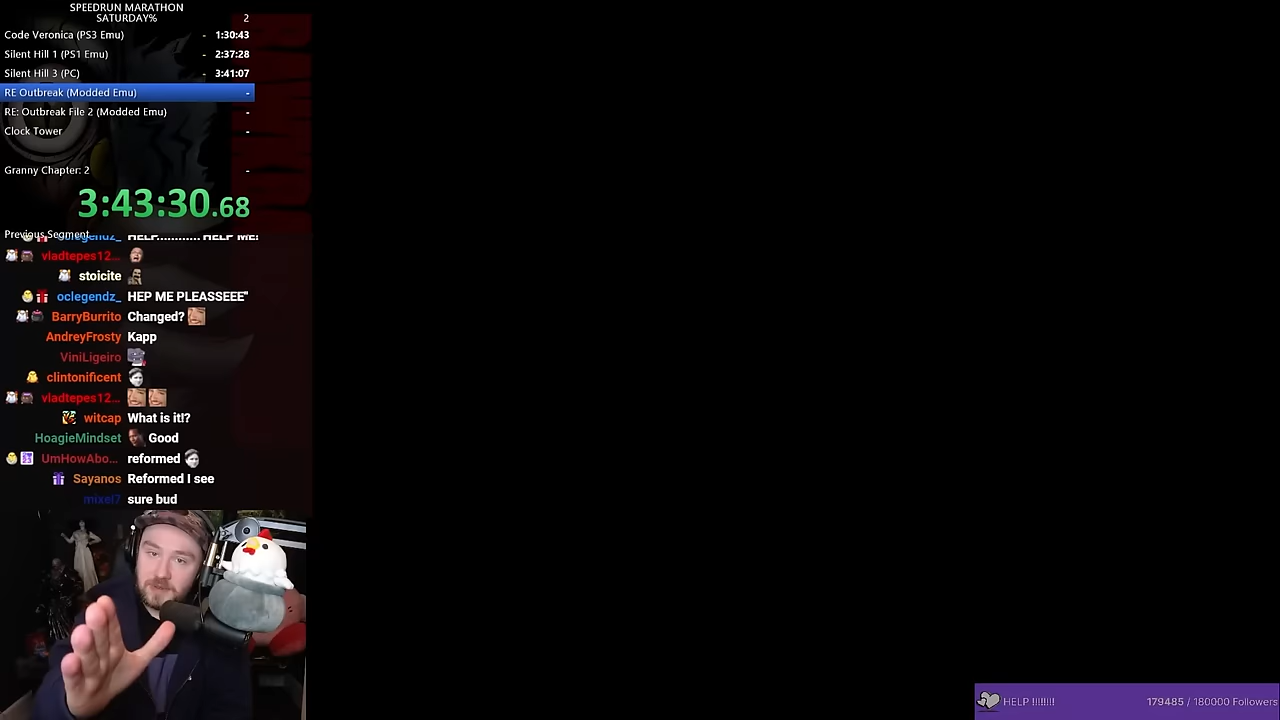 SPEEDRUN MARATHON
SATURDAY%
2
Code Veronica (PS3 Emu) - 1:30:43
Silent Hill 1 (PS1 Emu) - 2:37:28
Silent Hill 3 (PC) - 3:41:07
RE Outbreak (Modded Emu) -
RE: Outbreak File 2 (Modded Emu) -
Clock Tower -
Granny Chapter: 2 -
3:43:30.68
Previous Segment
oclegendz_ HELP............ HELP ME!
vladtepes12...
stoicite
oclegendz_ HEP ME PLEASSEEE"
BarryBurrito Changed?
AndreyFrosty Kapp
ViniLigeiro
clintonificent
vladtepes12...
witcap What is it!?
HoagieMindset Good
UmHowAbo... reformed
Sayanos Reformed I see
mixel7 sure bud
HELP !!!!!!!! 179485 / 180000 Followers